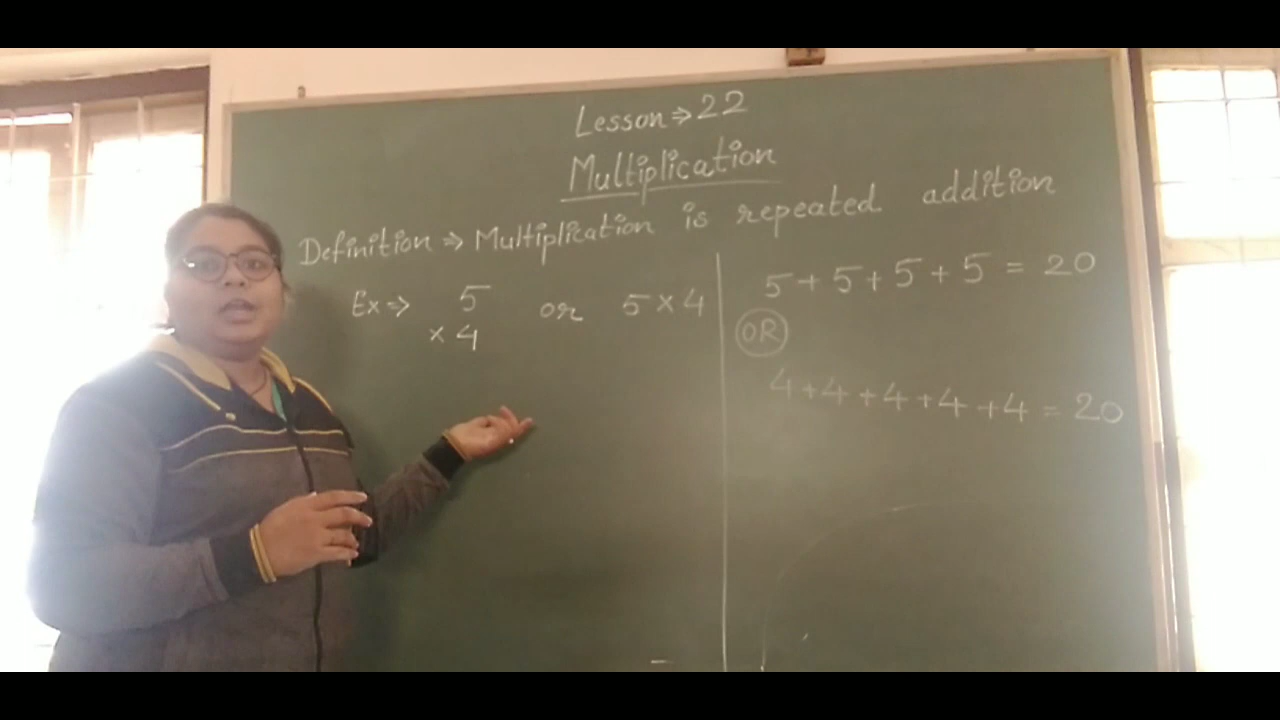 Lesson ⇒ 22
Multiplication
Definition ⇒ Multiplication is repeated addition
Ex ⇒ 5 or 5 × 4
× 4
5 + 5 + 5 + 5 = 20
OR
4 + 4 + 4 + 4 + 4 = 20